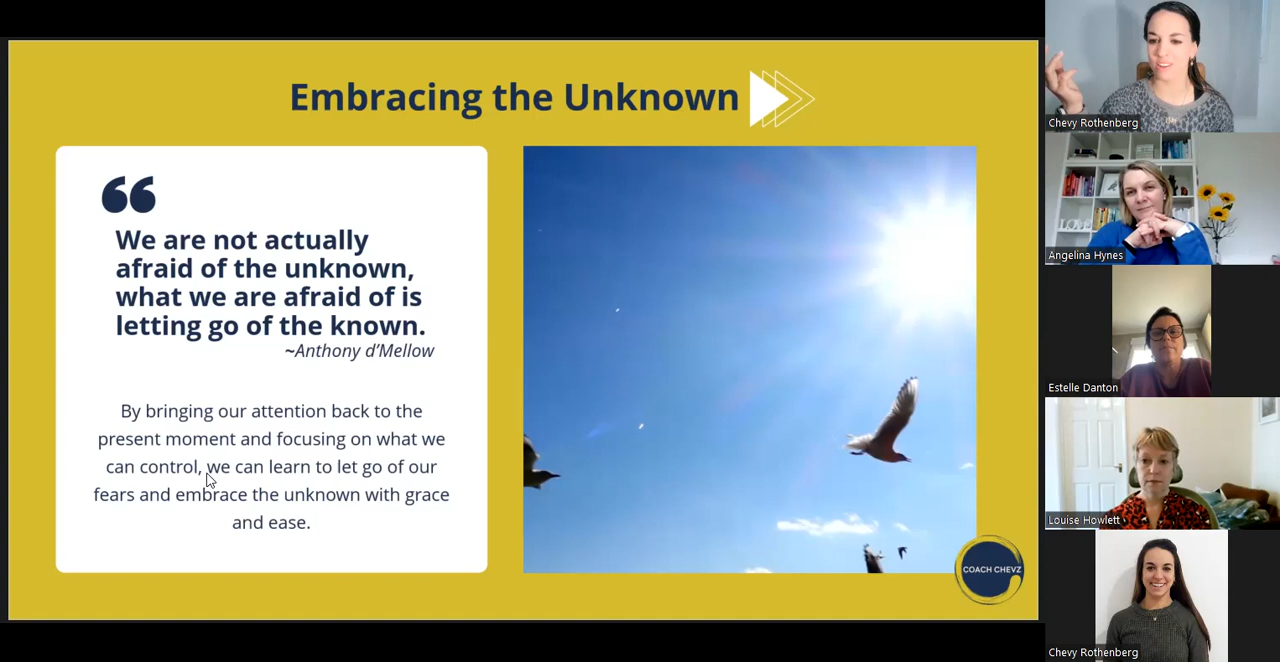 Embracing the Unknown
We are not actually
afraid of the unknown,
what we are afraid of is
letting go of the known.
~Anthony d’Mellow
By bringing our attention back to the
present moment and focusing on what we
can control, we can learn to let go of our
fears and embrace the unknown with grace
and ease.
COACH CHEVZ
Chevy Rothenberg
Angelina Hynes
Estelle Danton
Louise Howlett
Chevy Rothenberg